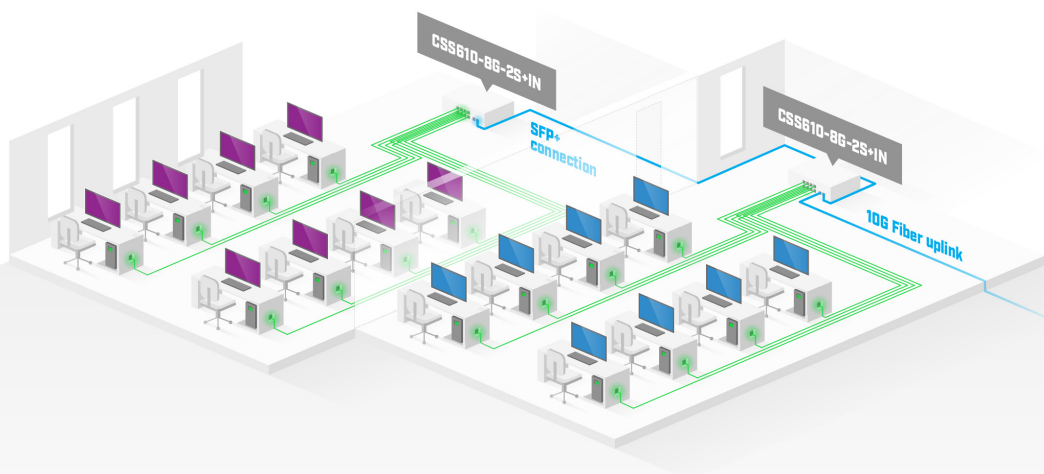 CSS610-8G-2S+IN
SFP+
connection
CSS610-8G-2S+IN
10G Fiber uplink